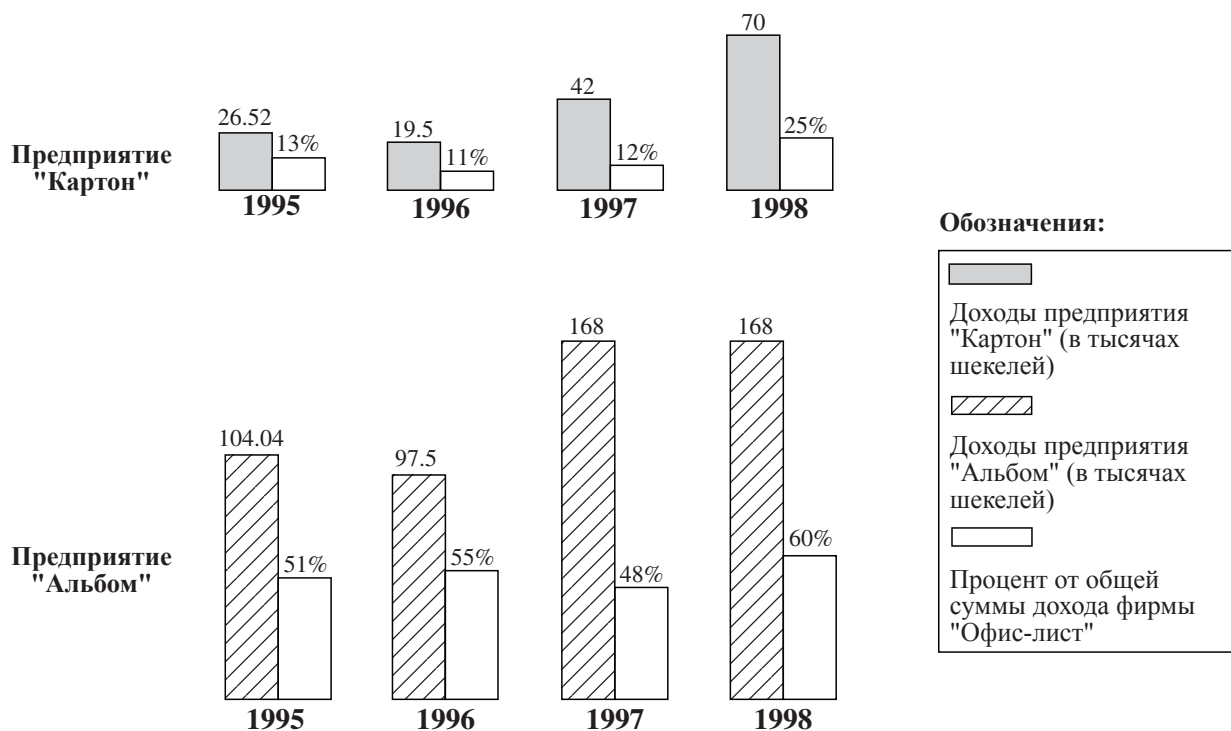 70
42
26.52
19.5
25%
13%
11%
12%
Предприятие
"Картон"
1995
1996
1997
1998
Обозначения:
Доходы предприятия
"Картон" (в тысячах
шекелей)
Доходы предприятия
"Альбом" (в тысячах
шекелей)
Процент от общей
суммы дохода фирмы
"Офис-лист"
168
168
104.04
97.5
60%
55%
51%
48%
Предприятие
"Альбом"
1995
1996
1997
1998